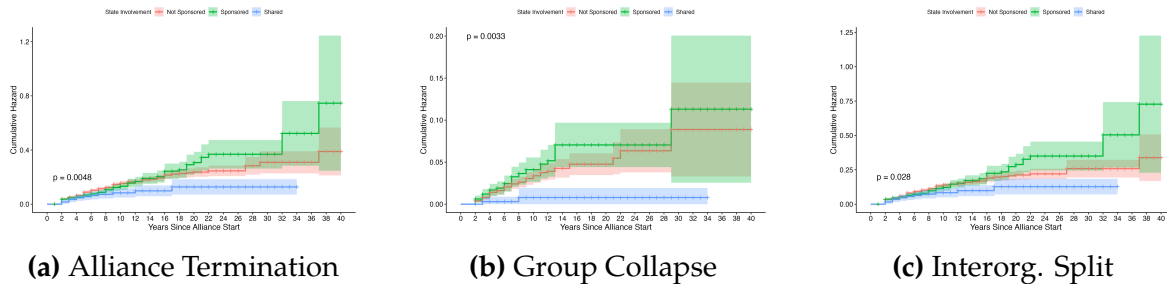 State Involvement Not Sponsored Sponsored Shared
Cumulative Hazard
1.2
0.8
0.4
0.0
p = 0.0048
0 2 4 6 8 10 12 14 16 18 20 22 24 26 28 30 32 34 36 38 40
Years Since Alliance Start
(a) Alliance Termination
State Involvement Not Sponsored Sponsored Shared
Cumulative Hazard
0.20
0.15
0.10
0.05
0.00
p = 0.0033
0 2 4 6 8 10 12 14 16 18 20 22 24 26 28 30 32 34 36 38 40
Years Since Alliance Start
(b) Group Collapse
State Involvement Not Sponsored Sponsored Shared
Cumulative Hazard
1.25
1.00
0.75
0.50
0.25
0.00
p = 0.028
0 2 4 6 8 10 12 14 16 18 20 22 24 26 28 30 32 34 36 38 40
Years Since Alliance Start
(c) Interorg. Split